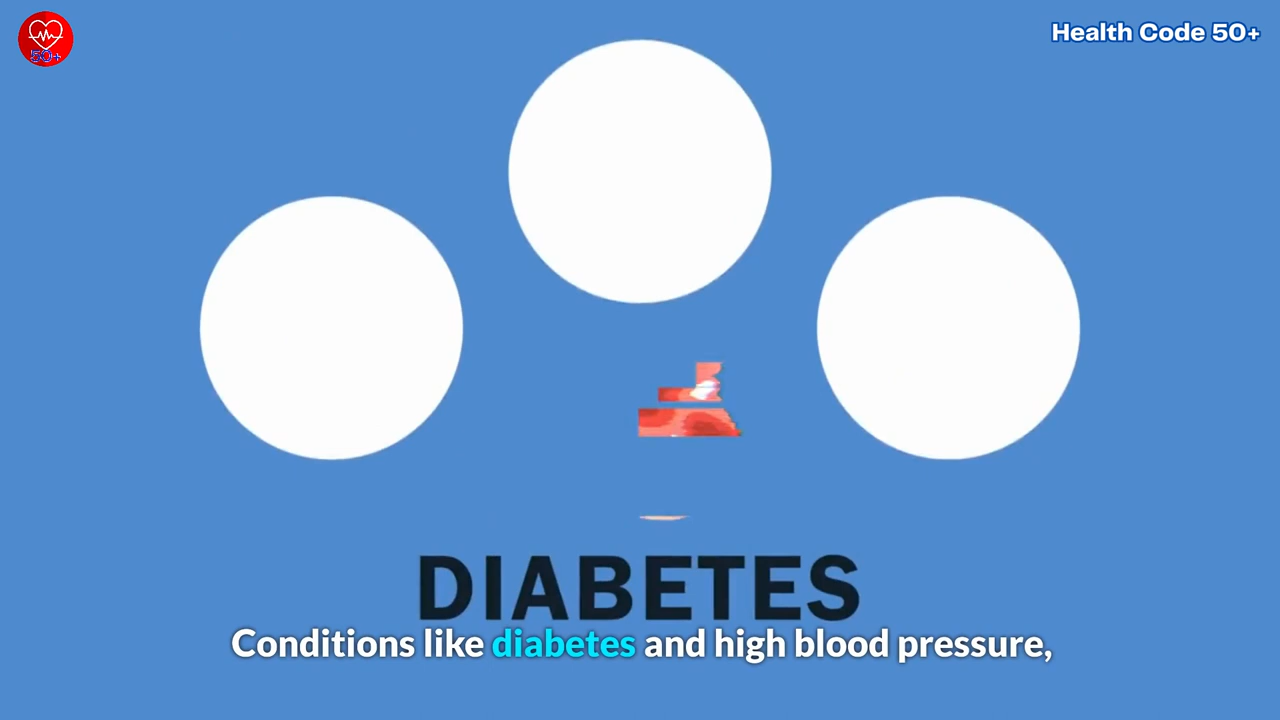 50+
Health Code 50+
DIABETES
Conditions like diabetes and high blood pressure,